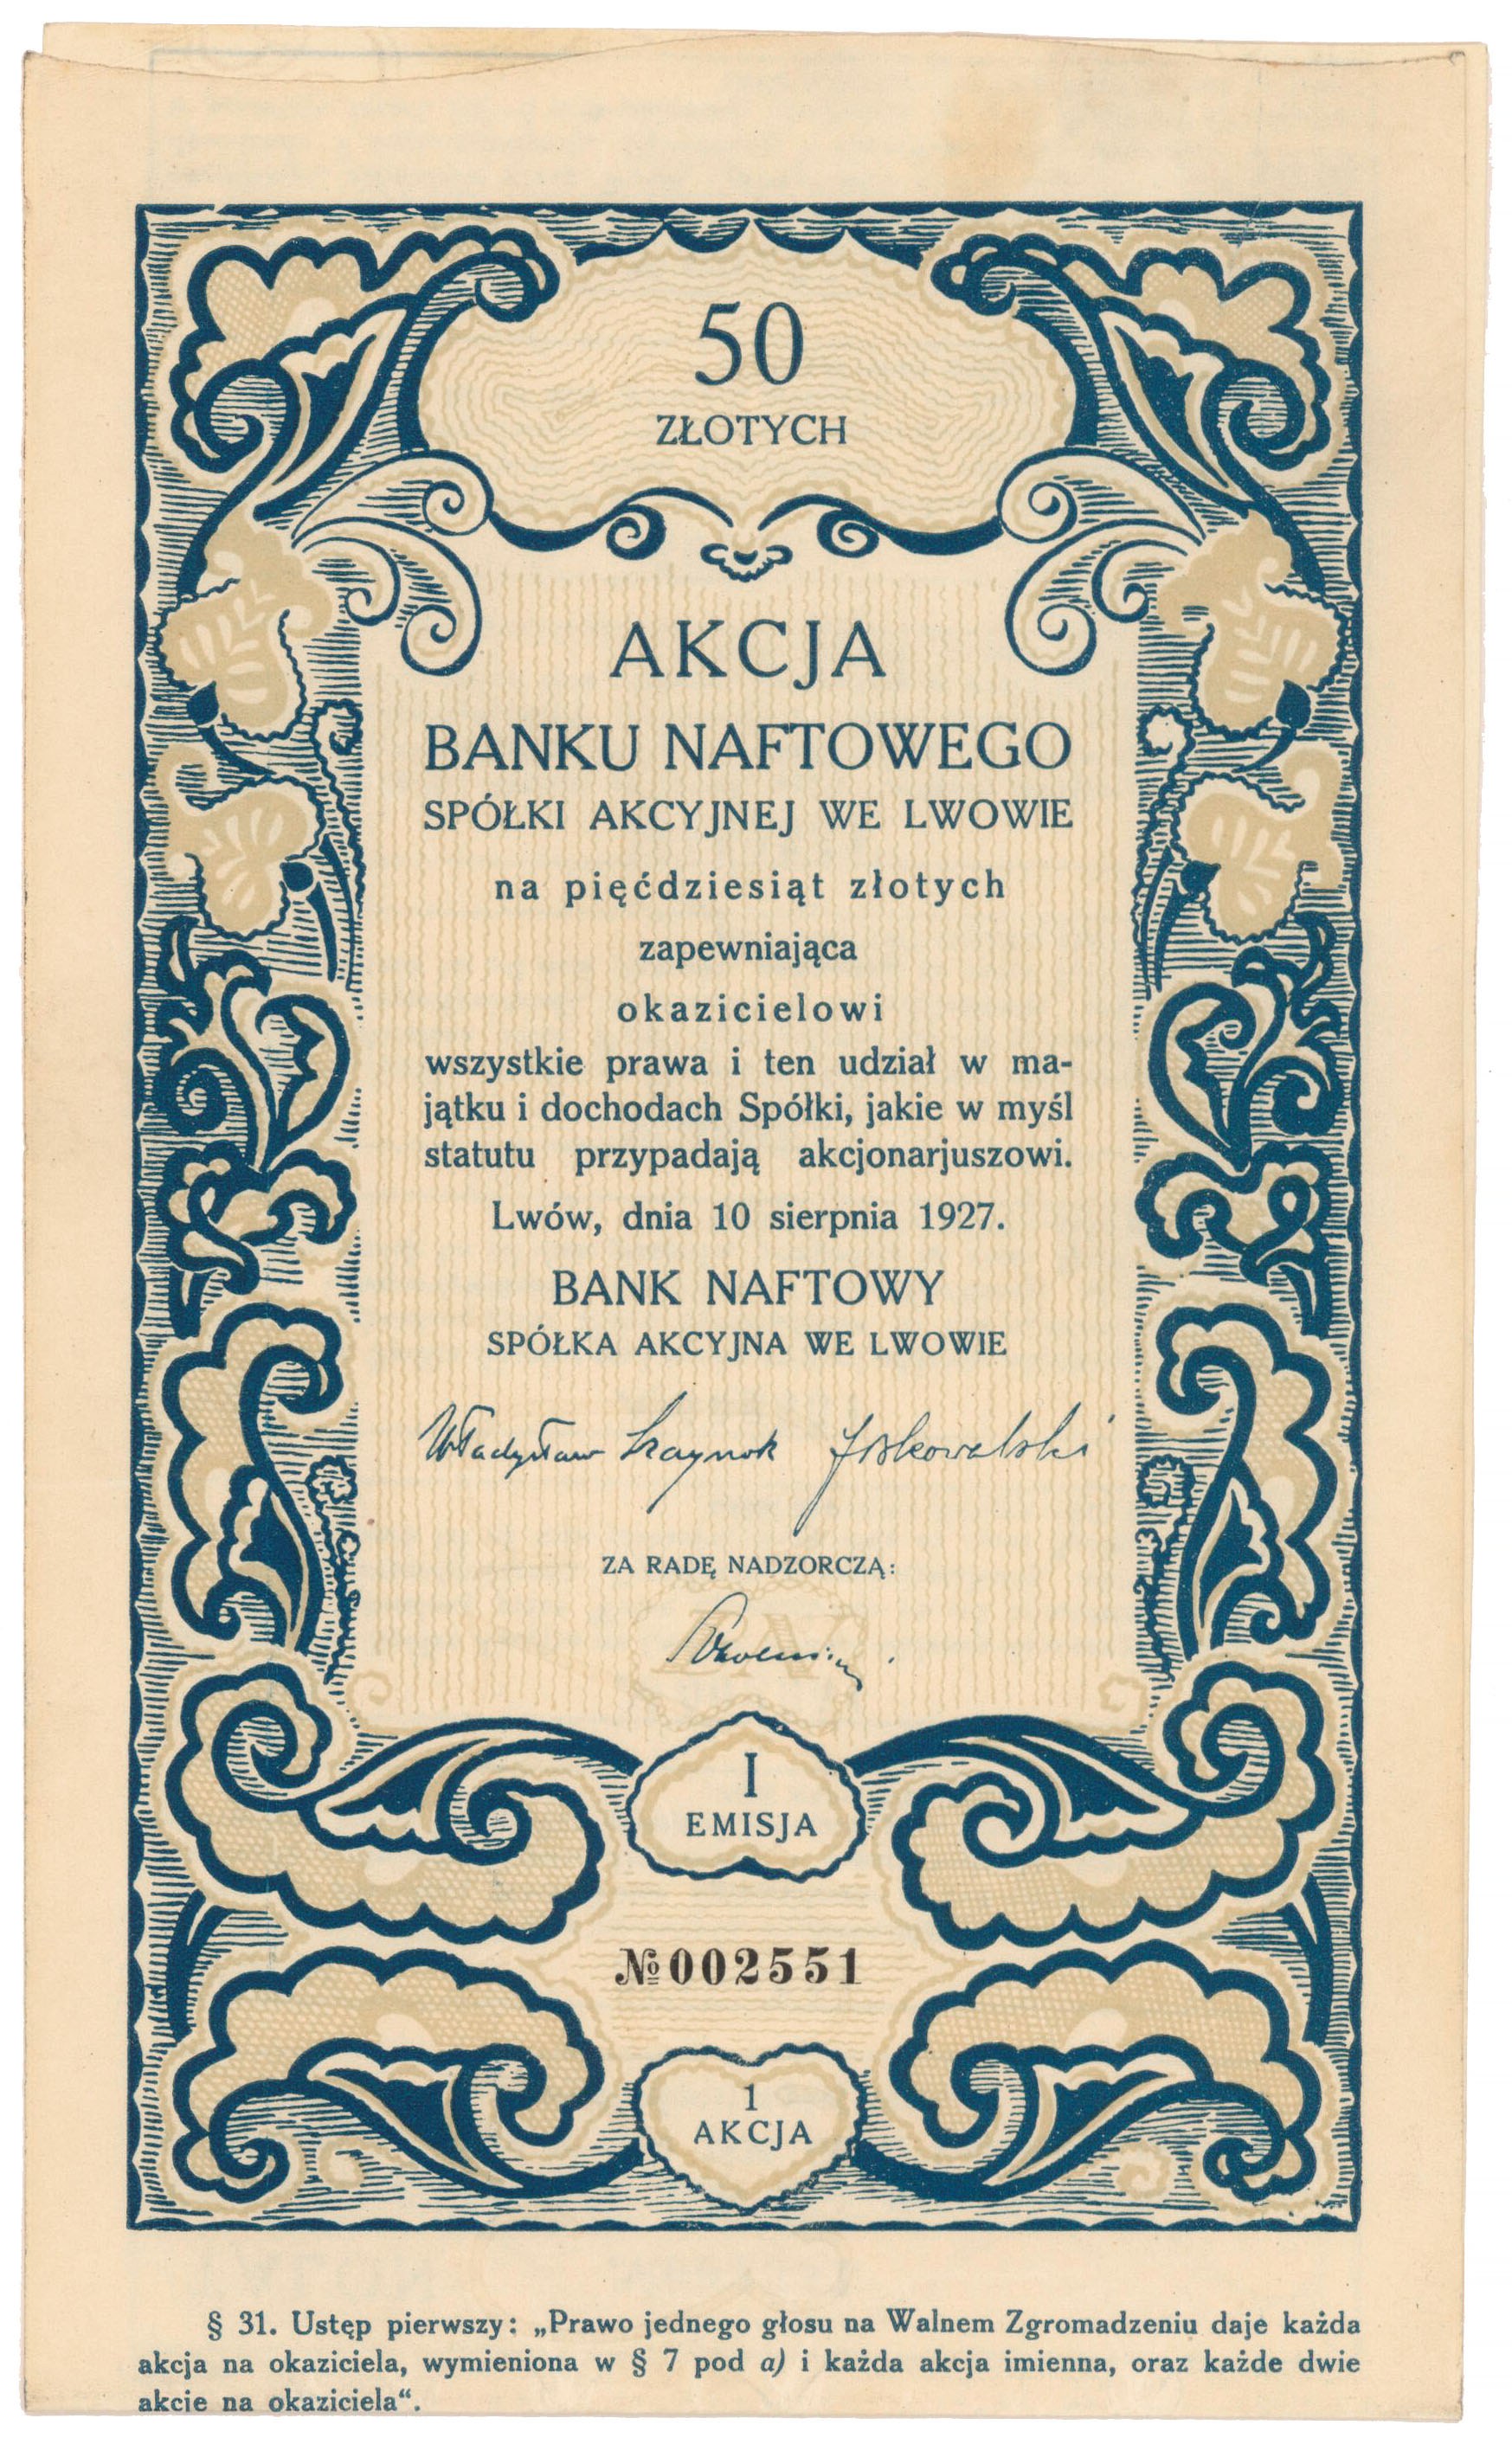 50
ZŁOTYCH
AKCJA
BANKU NAFTOWEGO
SPÓŁKI AKCYJNEJ WE LWOWIE
na pięćdziesiąt złotych
zapewniająca
okazicielowi
wszystkie prawa i ten udział w ma-
jątku i dochodach Spółki, jakie w myśl
statutu przypadają akcjonarjuszowi.
Lwów, dnia 10 sierpnia 1927.
BANK NAFTOWY
SPÓŁKA AKCYJNA WE LWOWIE
Władysław
ZA RADĘ NADZORCZĄ:
I
EMISJA
№ 002551
1
AKCJA
§ 31. Ustęp pierwszy: „Prawo jednego głosu na Walnem Zgromadzeniu daje każda
akcja na okaziciela, wymieniona w § 7 pod a) i każda akcja imienna, oraz każde dwie
akcie na okaziciela“.